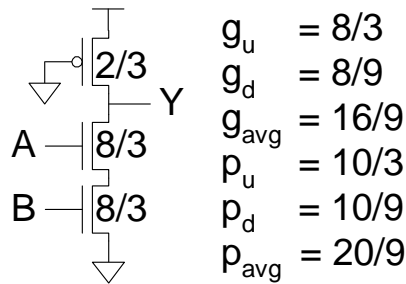 2/3
Y
A
8/3
B
8/3
g_u = 8/3
g_d = 8/9
g_avg = 16/9
p_u = 10/3
p_d = 10/9
p_avg = 20/9